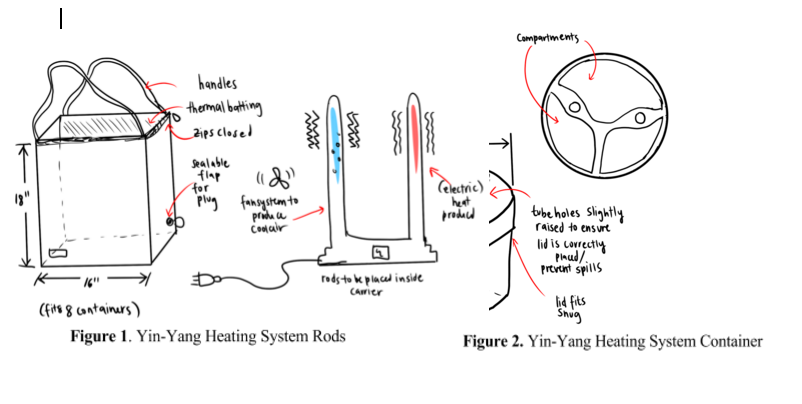 handles
thermal batting
zips closed
sealable
flap
for
plug
18"
16"
(fits 8 containers)
fan system to
produce
cool air
(electric)
heat
produced
rods to be placed inside
carrier
Figure 1. Yin-Yang Heating System Rods
Compartments
tube holes slightly
raised to ensure
lid is correctly
placed/
prevent spills
lid fits
snug
Figure 2. Yin-Yang Heating System Container